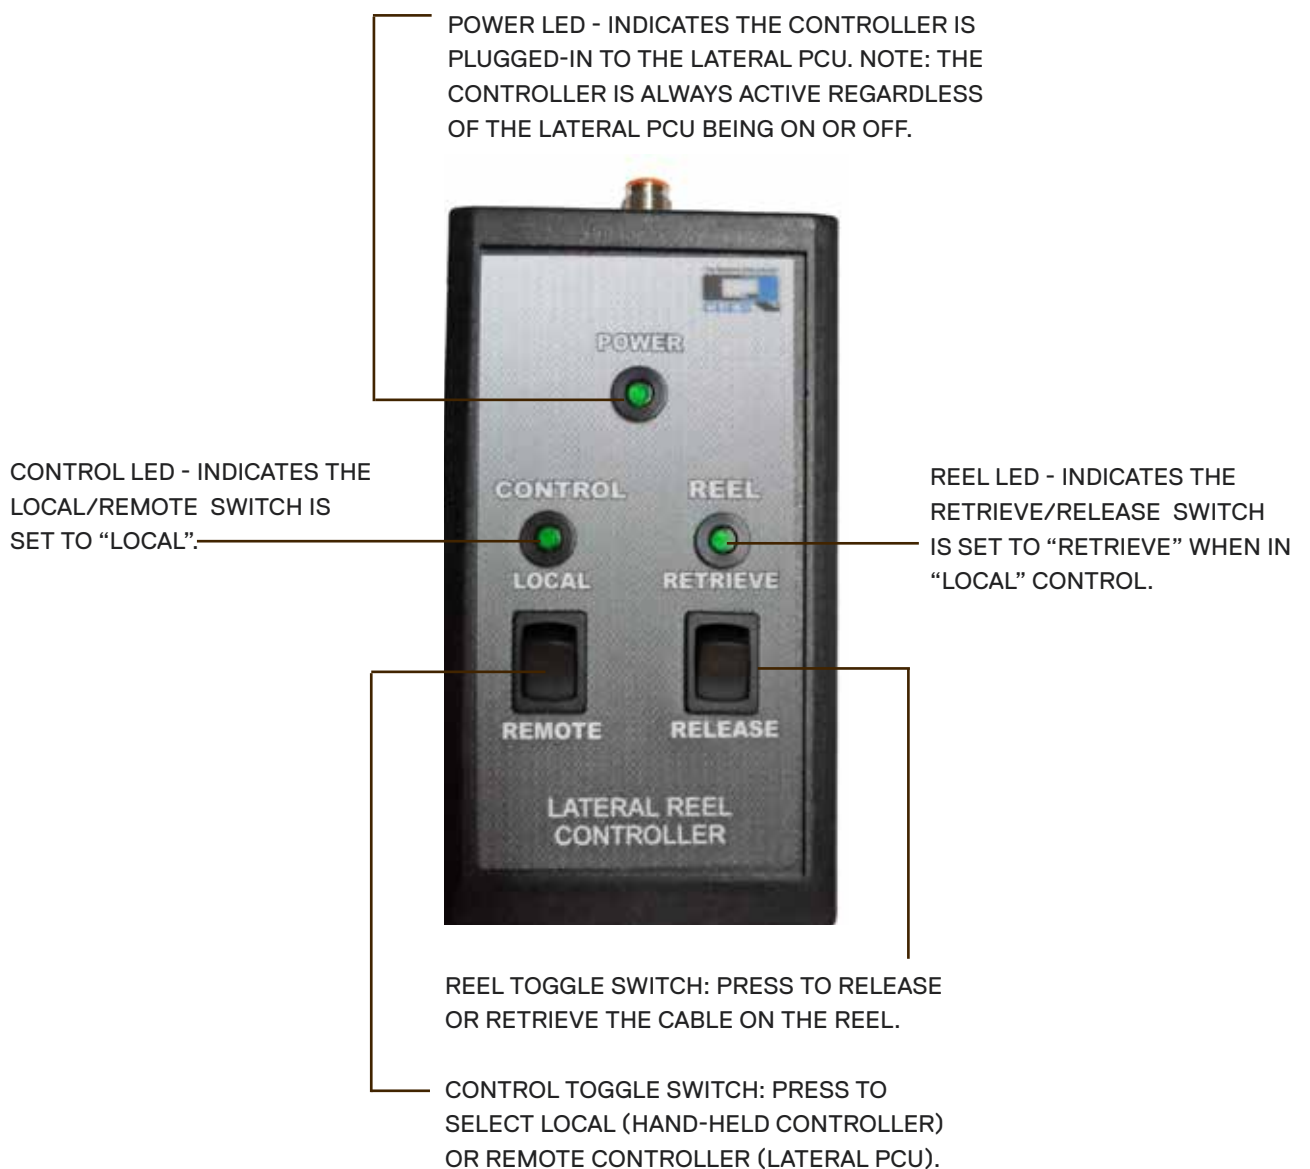 POWER LED - INDICATES THE CONTROLLER IS
PLUGGED-IN TO THE LATERAL PCU. NOTE: THE
CONTROLLER IS ALWAYS ACTIVE REGARDLESS
OF THE LATERAL PCU BEING ON OR OFF.
POWER
CONTROL LED - INDICATES THE
LOCAL/REMOTE SWITCH IS
SET TO “LOCAL”.
CONTROL
REEL
LOCAL
RETRIEVE
REEL LED - INDICATES THE
RETRIEVE/RELEASE SWITCH
IS SET TO “RETRIEVE” WHEN IN
“LOCAL” CONTROL.
REMOTE
RELEASE
LATERAL REEL
CONTROLLER
REEL TOGGLE SWITCH: PRESS TO RELEASE
OR RETRIEVE THE CABLE ON THE REEL.
CONTROL TOGGLE SWITCH: PRESS TO
SELECT LOCAL (HAND-HELD CONTROLLER)
OR REMOTE CONTROLLER (LATERAL PCU).